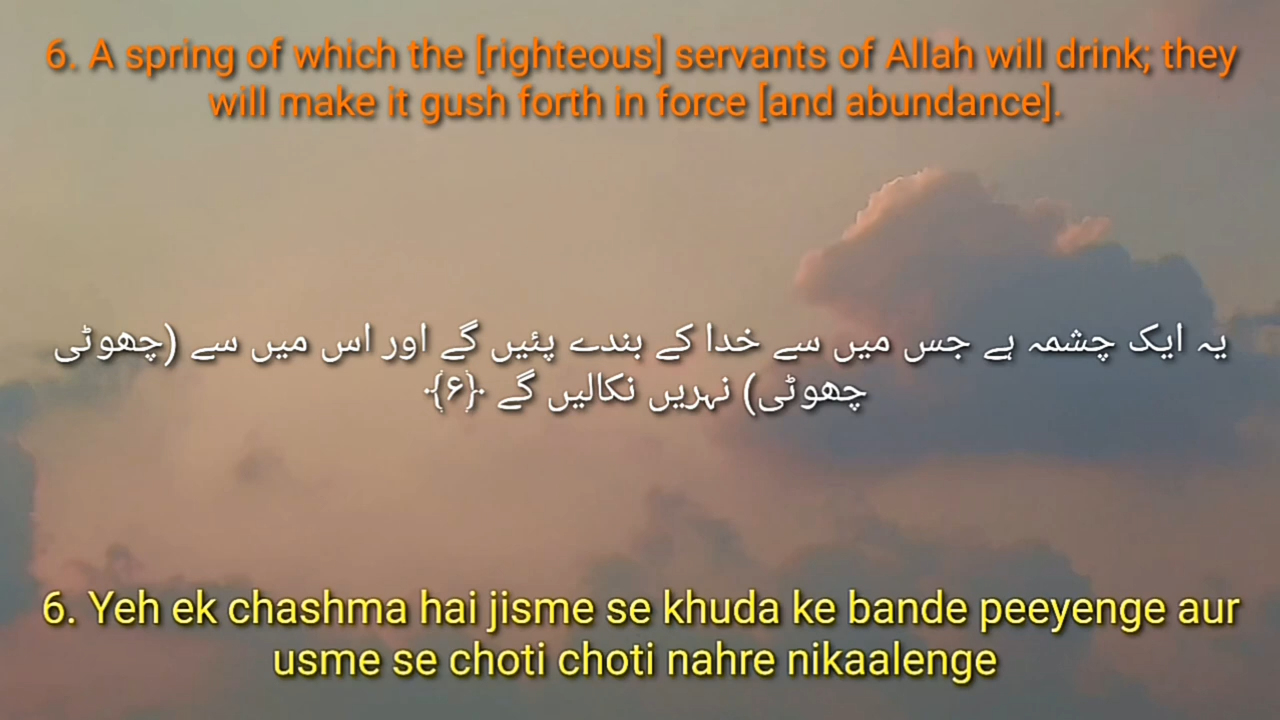 6. A spring of which the [righteous] servants of Allah will drink; they
will make it gush forth in force [and abundance].
یہ ایک چشمہ ہے جس میں سے خدا کے بندے پئیں گے اور اس میں سے (چھوٹی
چھوٹی) نہریں نکالیں گے ﴿۶﴾
6. Yeh ek chashma hai jisme se khuda ke bande peeyenge aur
usme se choti choti nahre nikaalenge